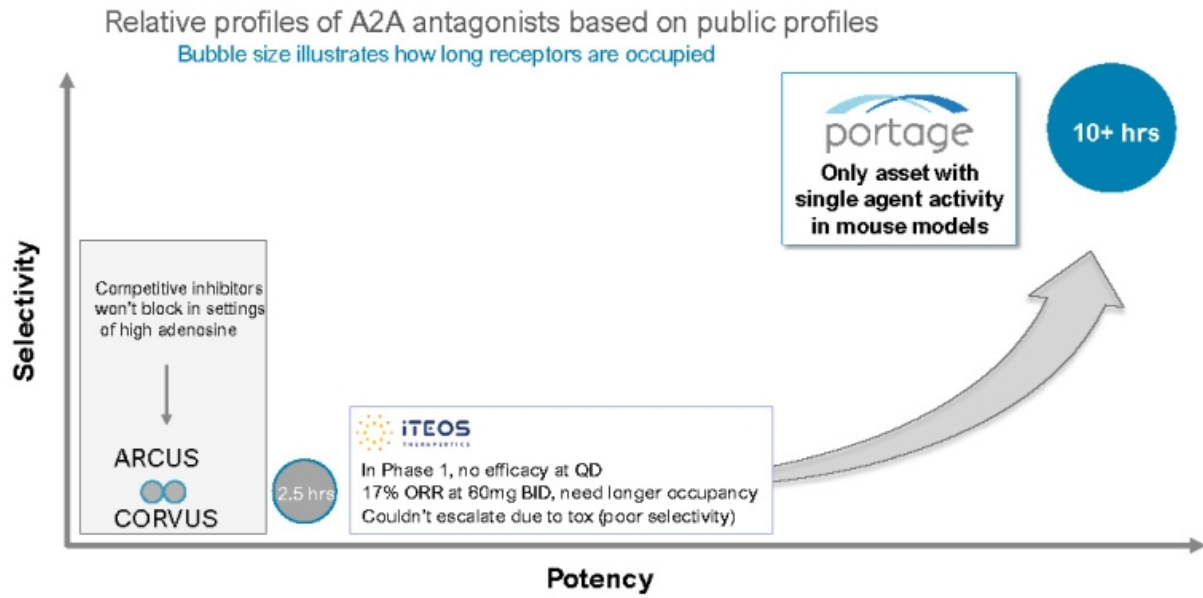 Relative profiles of A2A antagonists based on public profiles
Bubble size illustrates how long receptors are occupied
portage
Only asset with
single agent activity
in mouse models
10+ hrs
Selectivity
Competitive inhibitors
won't block in settings
of high adenosine
ARCUS
CORVUS
2.5 hrs
iTEOS
THERAPEUTICS
In Phase 1, no efficacy at QD
17% ORR at 80mg BID, need longer occupancy
Couldn't escalate due to tox (poor selectivity)
Potency